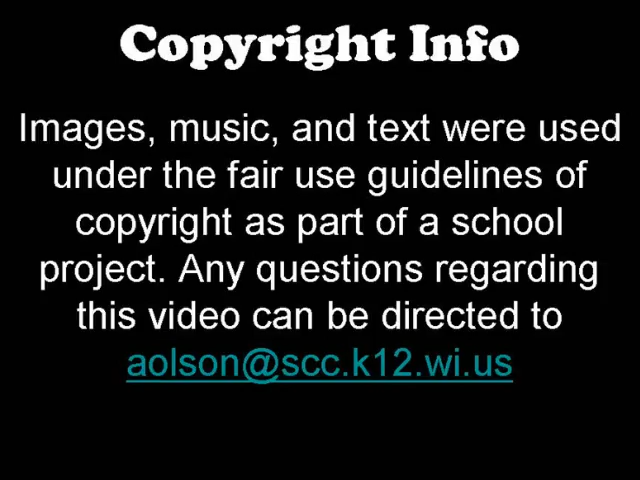 Copyright Info
Images, music, and text were used
under the fair use guidelines of
copyright as part of a school
project. Any questions regarding
this video can be directed to
aolson@scc.k12.wi.us